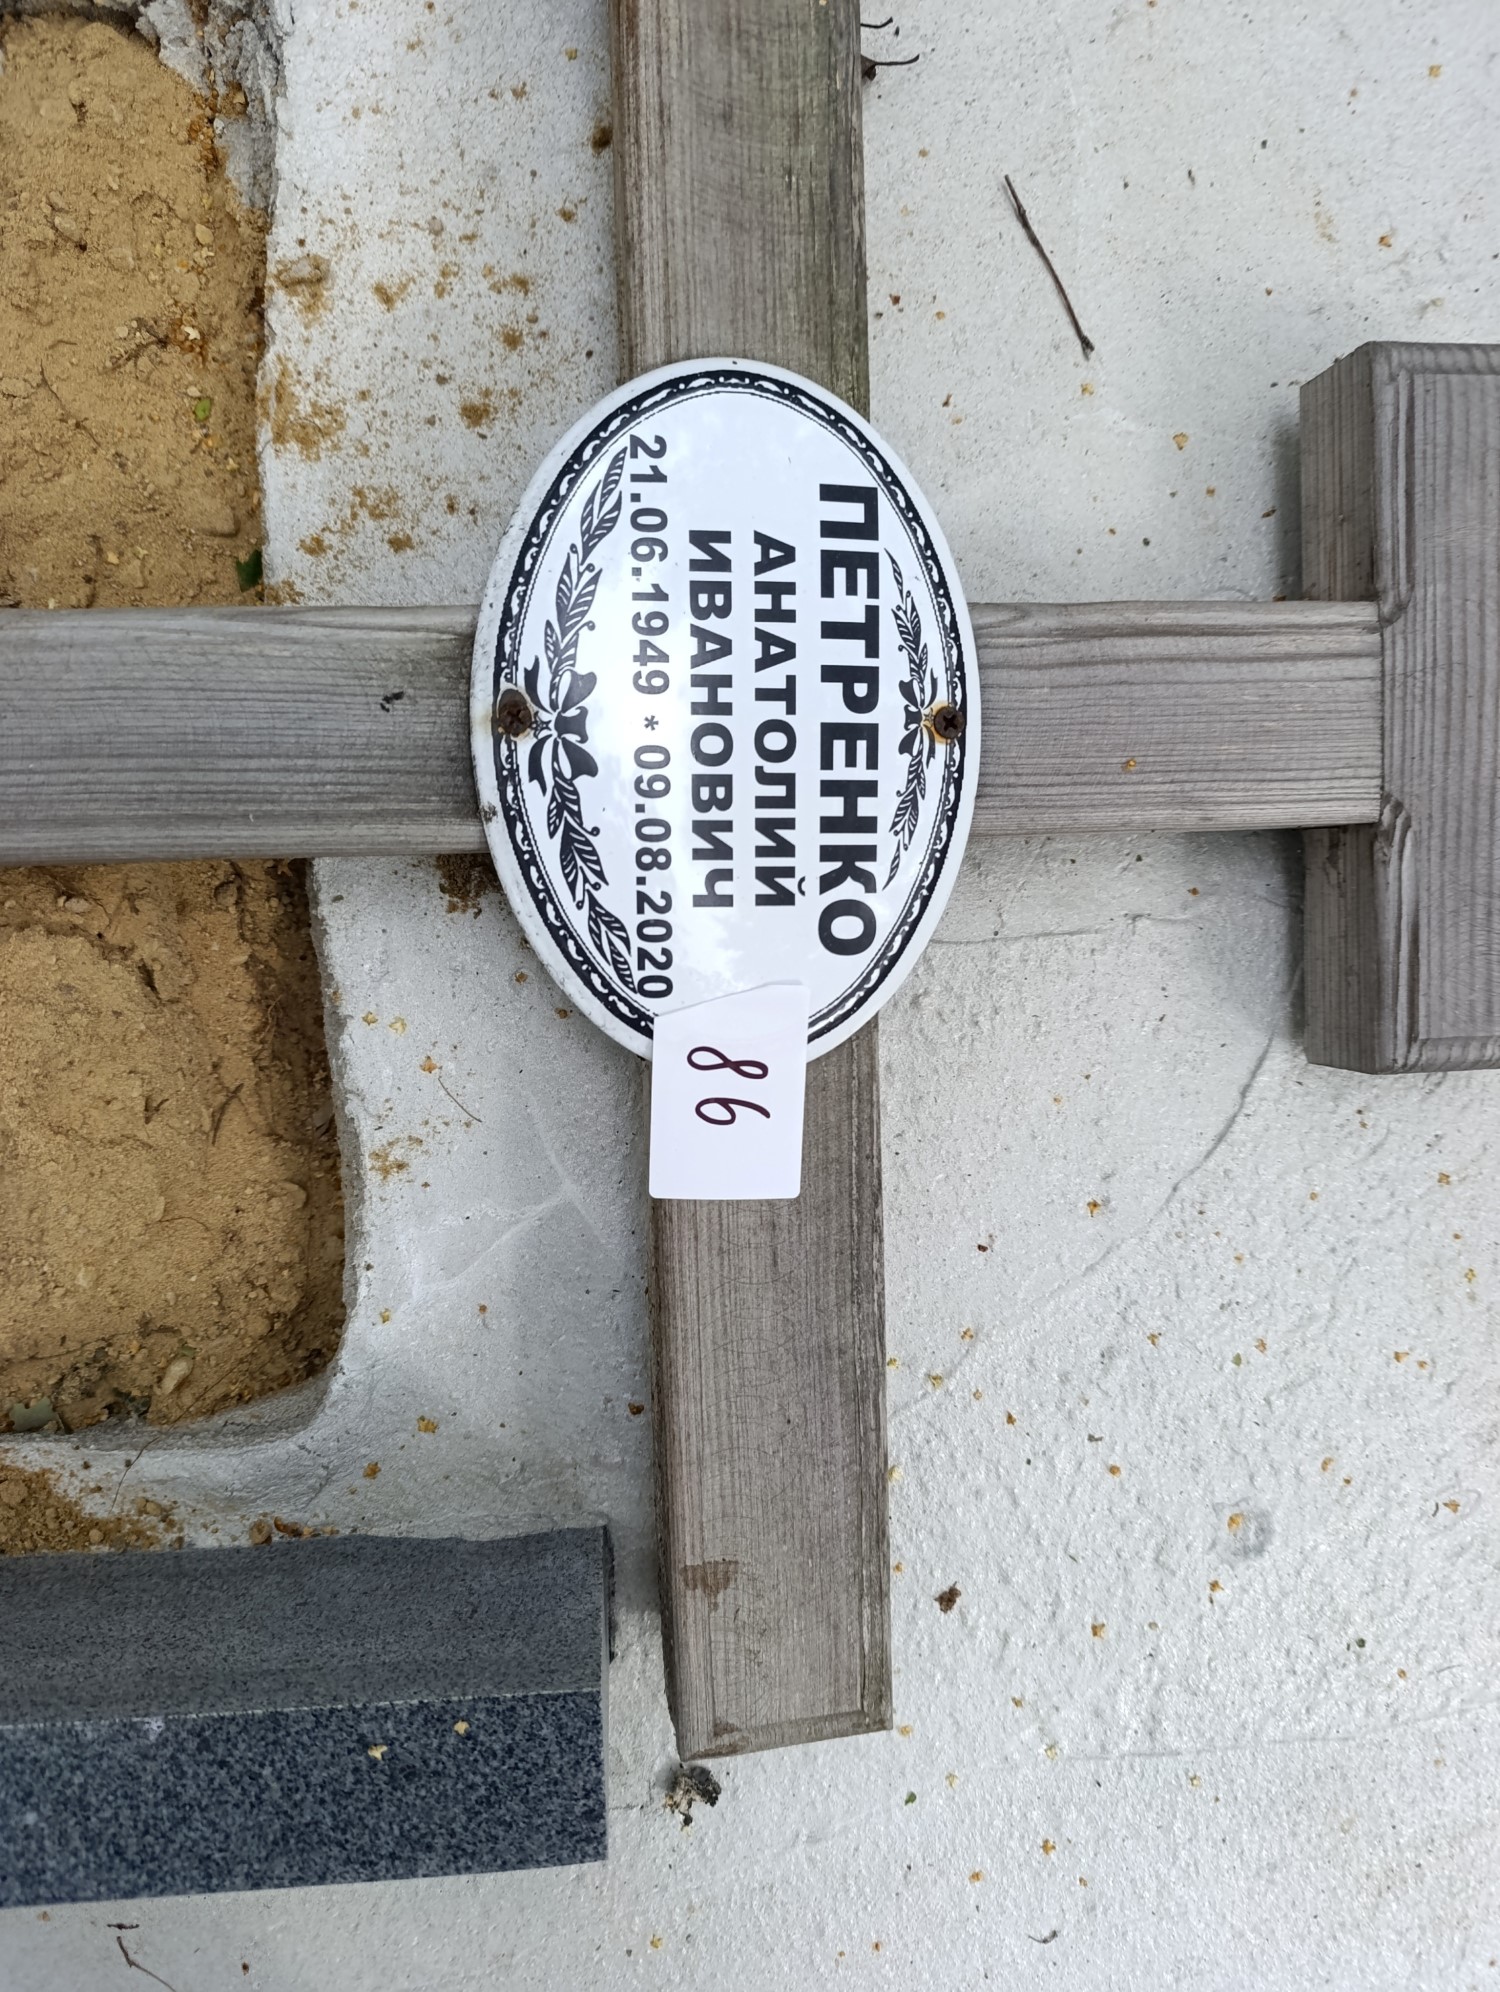 ПЕТРЕНКО
АНАТОЛИЙ
ИВАНОВИЧ
21.06.1949 * 09.08.2020
86